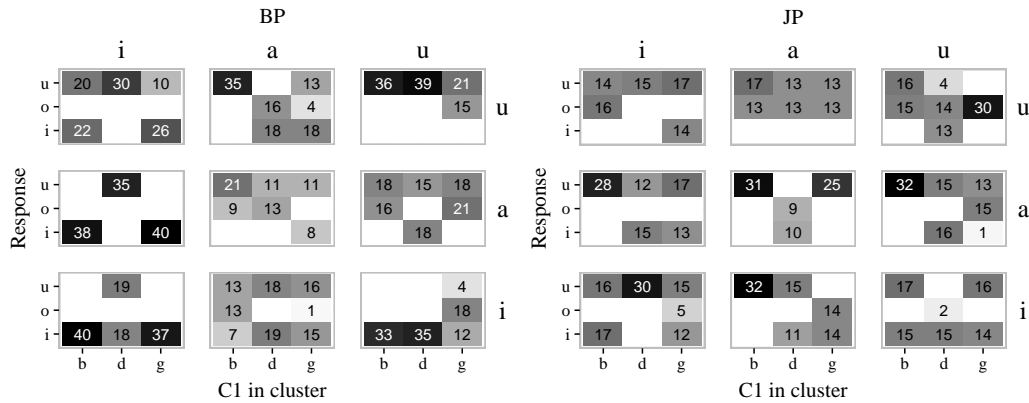 BP JP
i a u i a u
u 20 30 10 35 13 36 39 21 14 15 17 17 13 13 16 4
o 16 4 15 u 16 13 13 13 15 14 30 u
i 22 26 18 18 14 13
u 35 21 11 11 18 15 18 u 28 12 17 31 25 32 15 13
Response o 9 13 16 21 a Response o 9 15 a
i 38 40 8 18 i 15 13 10 16 1
u 19 13 18 16 4 u 16 30 15 32 15 17 16
o 13 1 18 i o 5 14 2 i
i 40 18 37 7 19 15 33 35 12 i 17 12 11 14 15 15 14
b d g b d g b d g b d g b d g b d g
C1 in cluster C1 in cluster